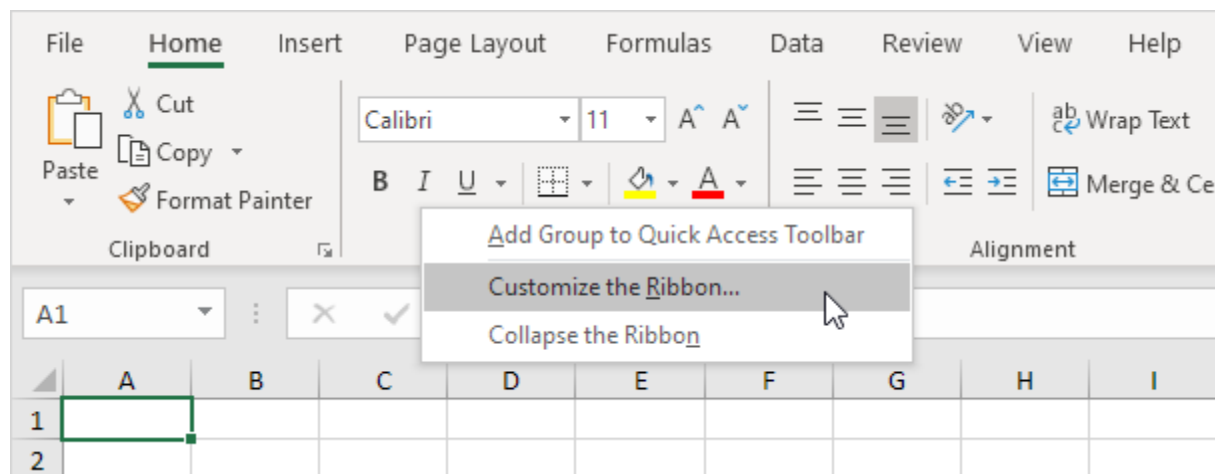 File Home Insert Page Layout Formulas Data Review View Help
Cut
Copy
Paste
Format Painter
Clipboard
Calibri 11 A A
B I U A
ab
c Wrap Text
Merge & Ce
Alignment
Add Group to Quick Access Toolbar
Customize the Ribbon...
Collapse the Ribbon
A1
A B C D E F G H I
1
2